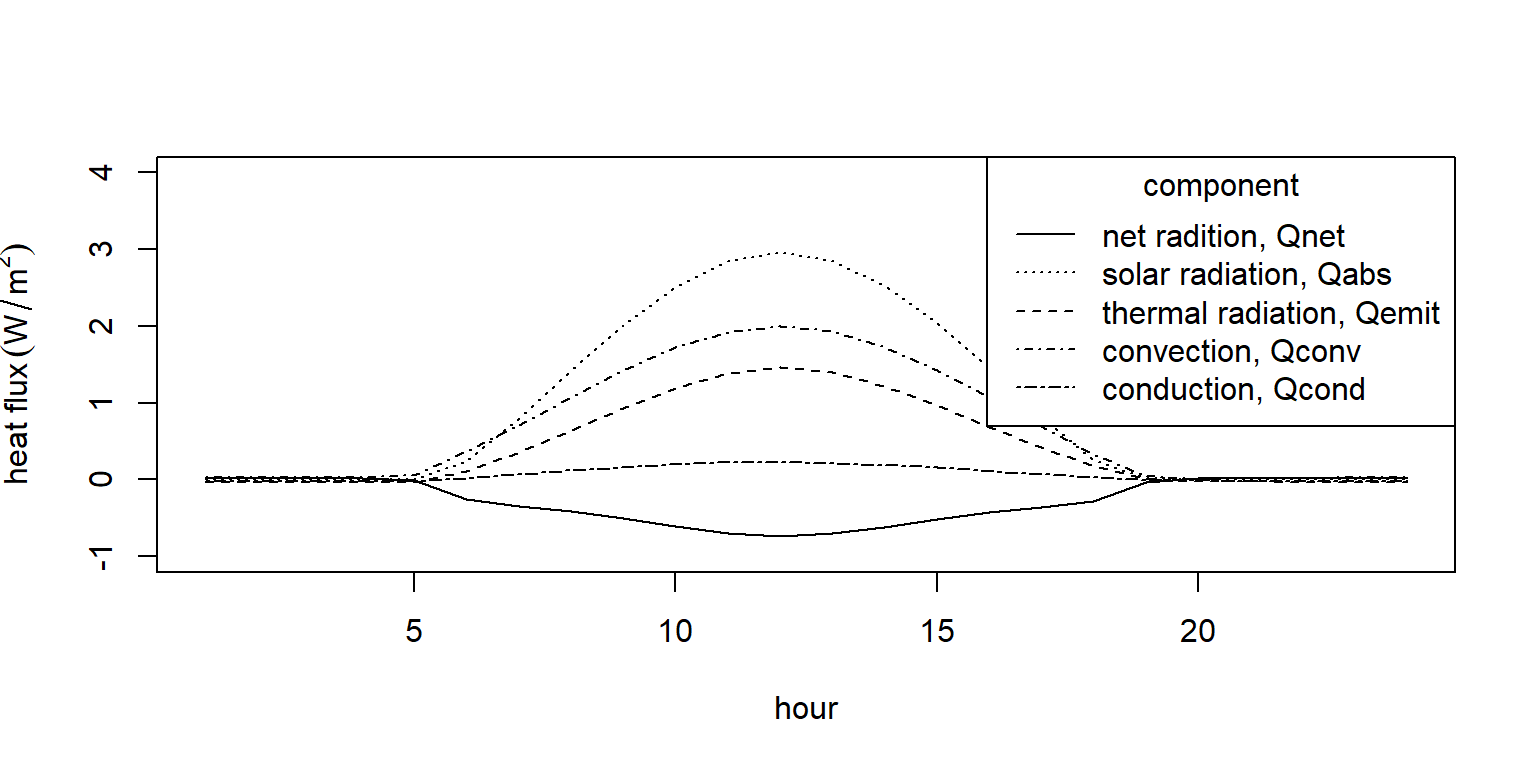 heat flux (W/m²)
4
3
2
1
0
-1
5 10 15 20
hour
component
net radition, Qnet
solar radiation, Qabs
thermal radiation, Qemit
convection, Qconv
conduction, Qcond